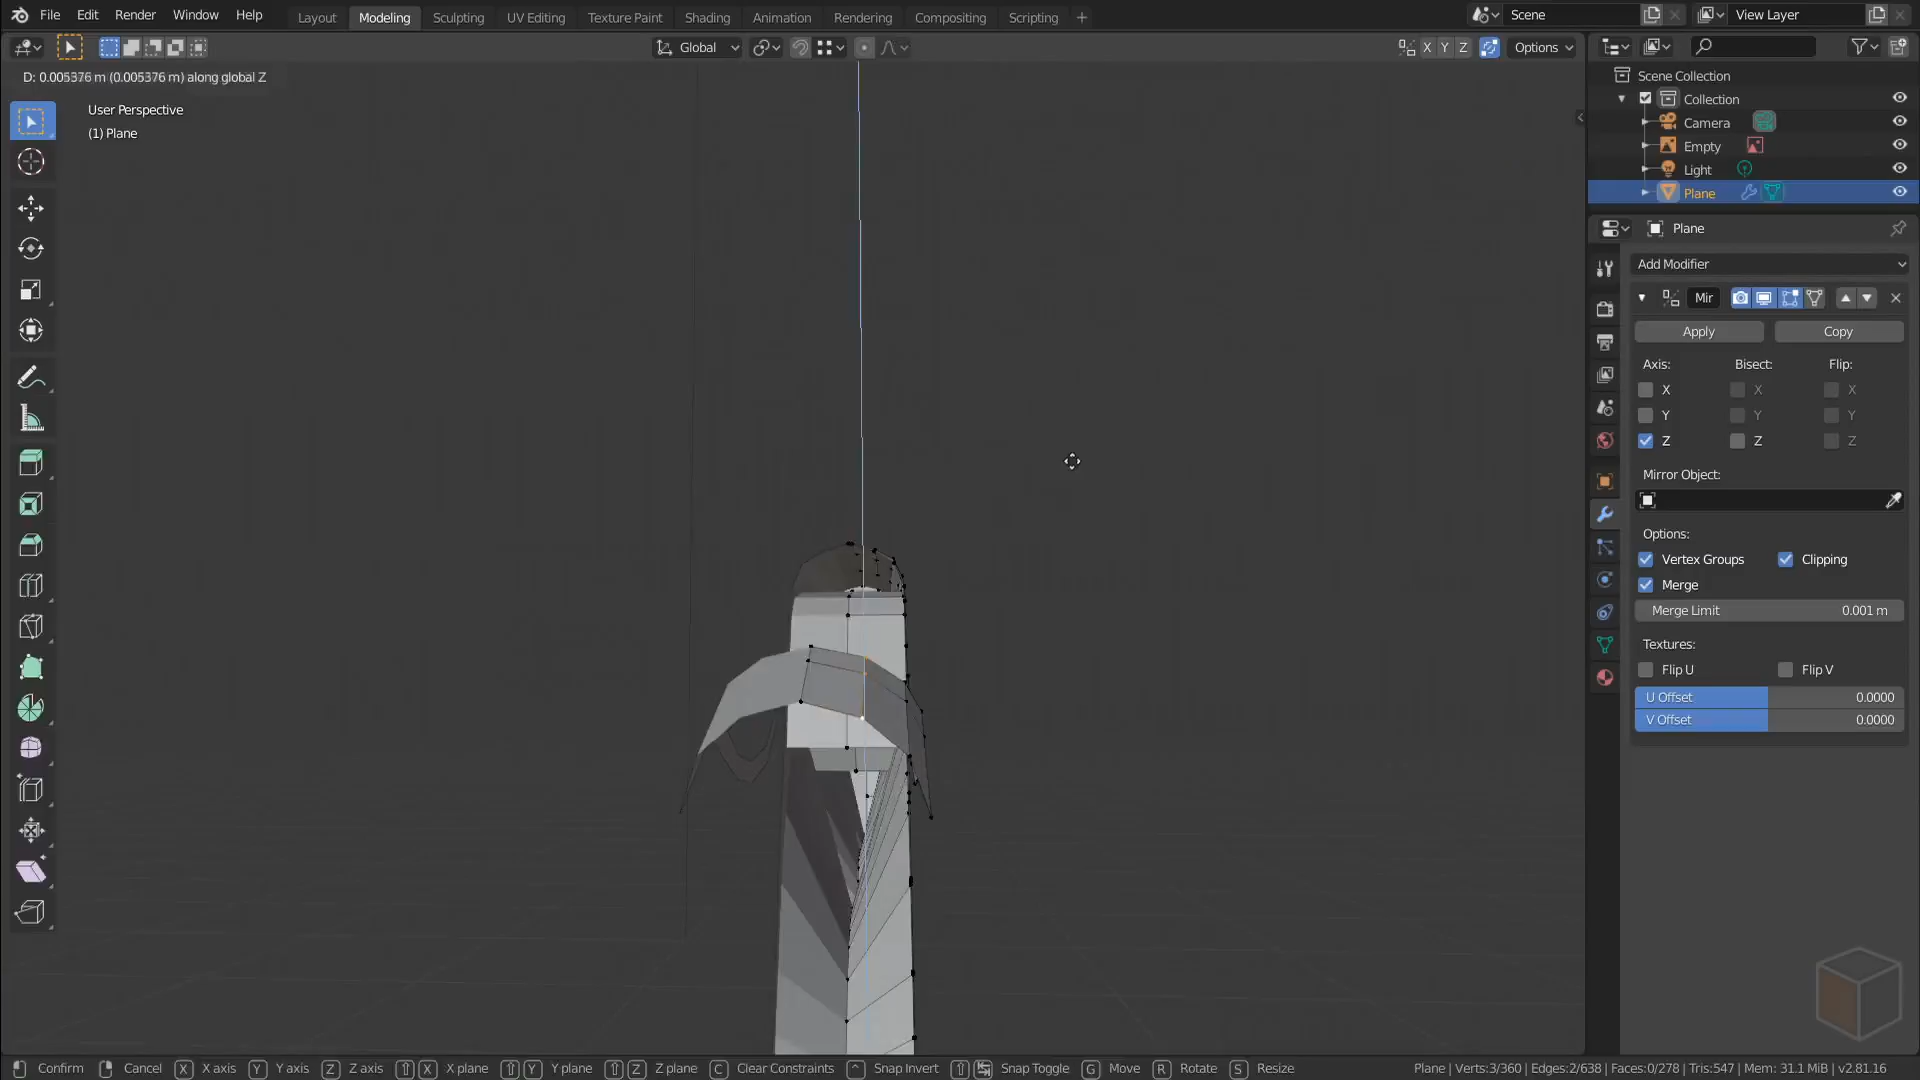 File Edit Render Window Help
Layout Modeling Sculpting UV Editing Texture Paint Shading Animation Rendering Compositing Scripting +
Scene
View Layer
Global
X Y Z
Options
D: 0.005376 m (0.005376 m) along global Z
User Perspective
(1) Plane
Scene Collection
Collection
Camera
Empty
Light
Plane
Plane
Add Modifier
Mir
Apply
Copy
Axis: Bisect: Flip:
X X X
Y Y Y
Z Z Z
Mirror Object:
Options:
Vertex Groups Clipping
Merge
Merge Limit 0.001 m
Textures:
Flip U Flip V
U Offset 0.0000
V Offset 0.0000
Confirm Cancel X X axis Y Y axis Z Z axis X X plane Y Y plane Z Z plane C Clear Constraints Snap Invert Snap Toggle G Move R Rotate S Resize
Plane | Verts:3/360 | Edges:2/638 | Faces:0/278 | Tris:547 | Mem: 31.1 MiB | v2.81.16